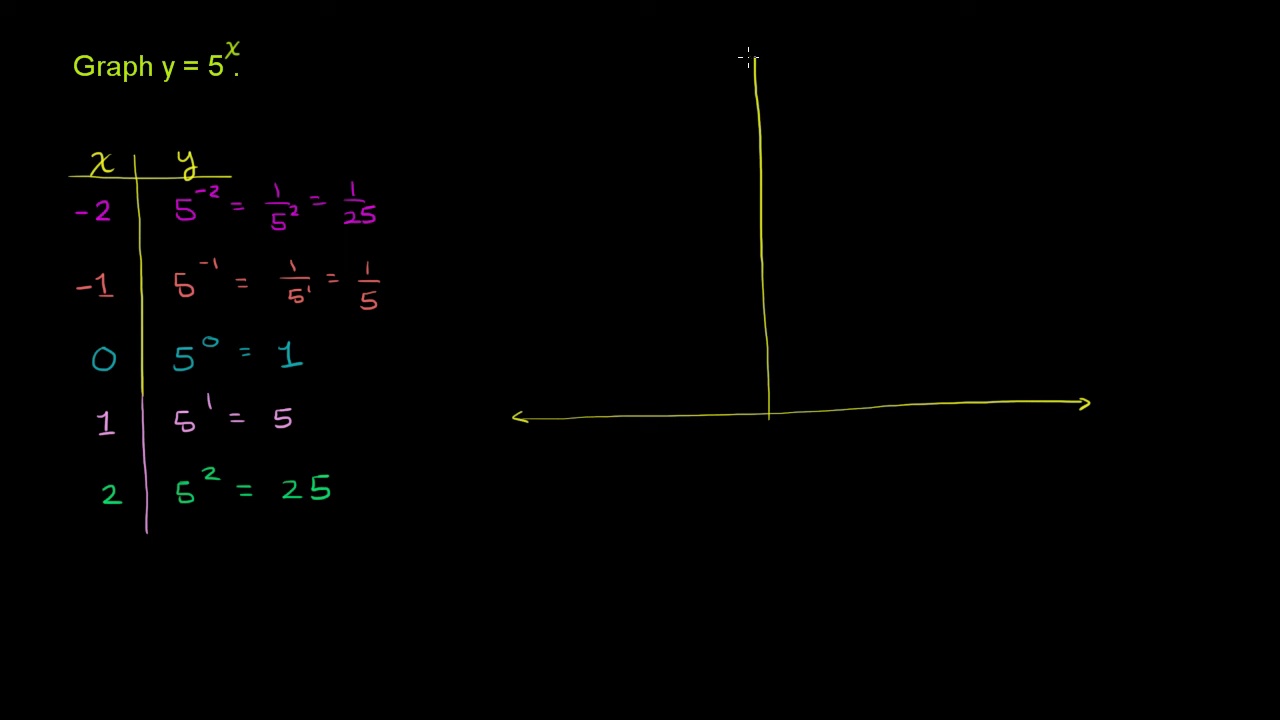 Graph y = 5^x.
x y
-2 5^-2 = 1/5^2 = 1/25
-1 5^-1 = 1/5^1 = 1/5
0 5^0 = 1
1 5^1 = 5
2 5^2 = 25